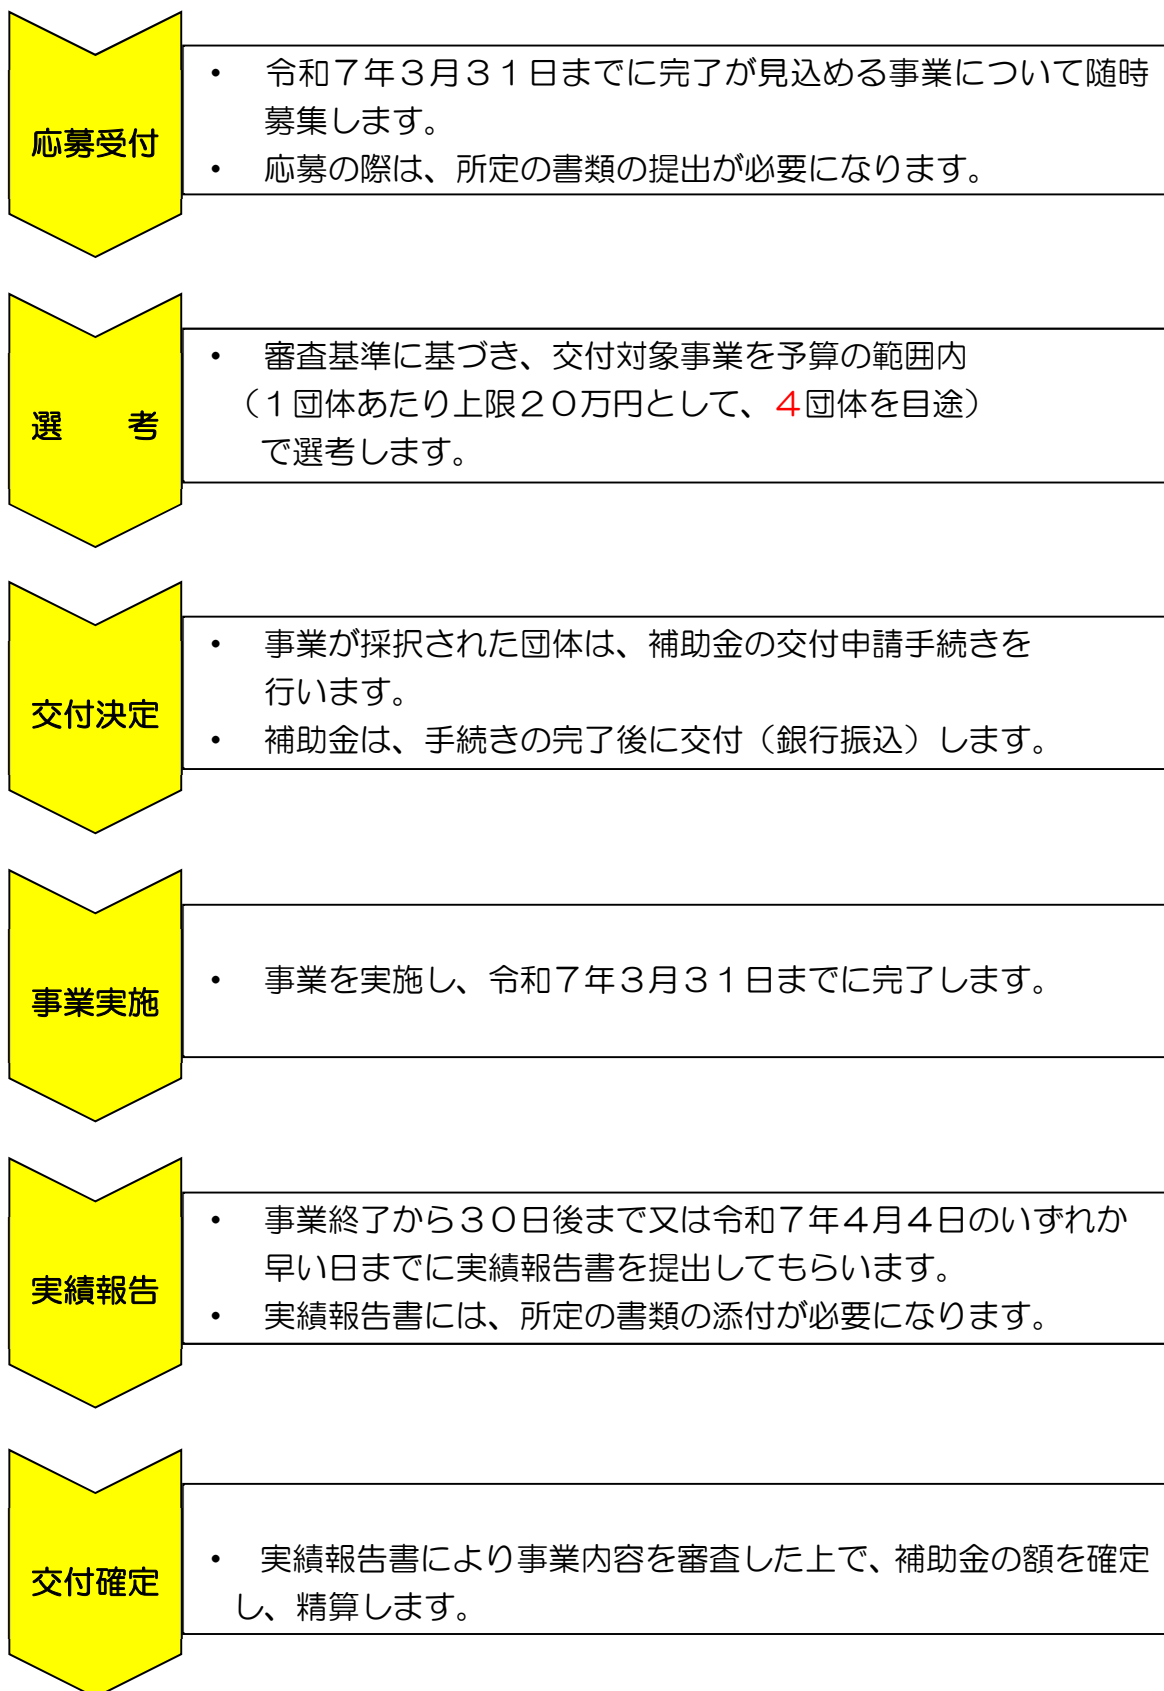 応募受付
・ 令和７年３月３１日までに完了が見込める事業について随時
募集します。
・ 応募の際は、所定の書類の提出が必要になります。
選　　考
・ 審査基準に基づき、交付対象事業を予算の範囲内
（１団体あたり上限２０万円として、４団体を目途）
で選考します。
交付決定
・ 事業が採択された団体は、補助金の交付申請手続きを
行います。
・ 補助金は、手続きの完了後に交付（銀行振込）します。
事業実施
・ 事業を実施し、令和７年３月３１日までに完了します。
実績報告
・ 事業終了から３０日後まで又は令和７年４月４日のいずれか
早い日までに実績報告書を提出してもらいます。
・ 実績報告書には、所定の書類の添付が必要になります。
交付確定
・ 実績報告書により事業内容を審査した上で、補助金の額を確定
し、精算します。